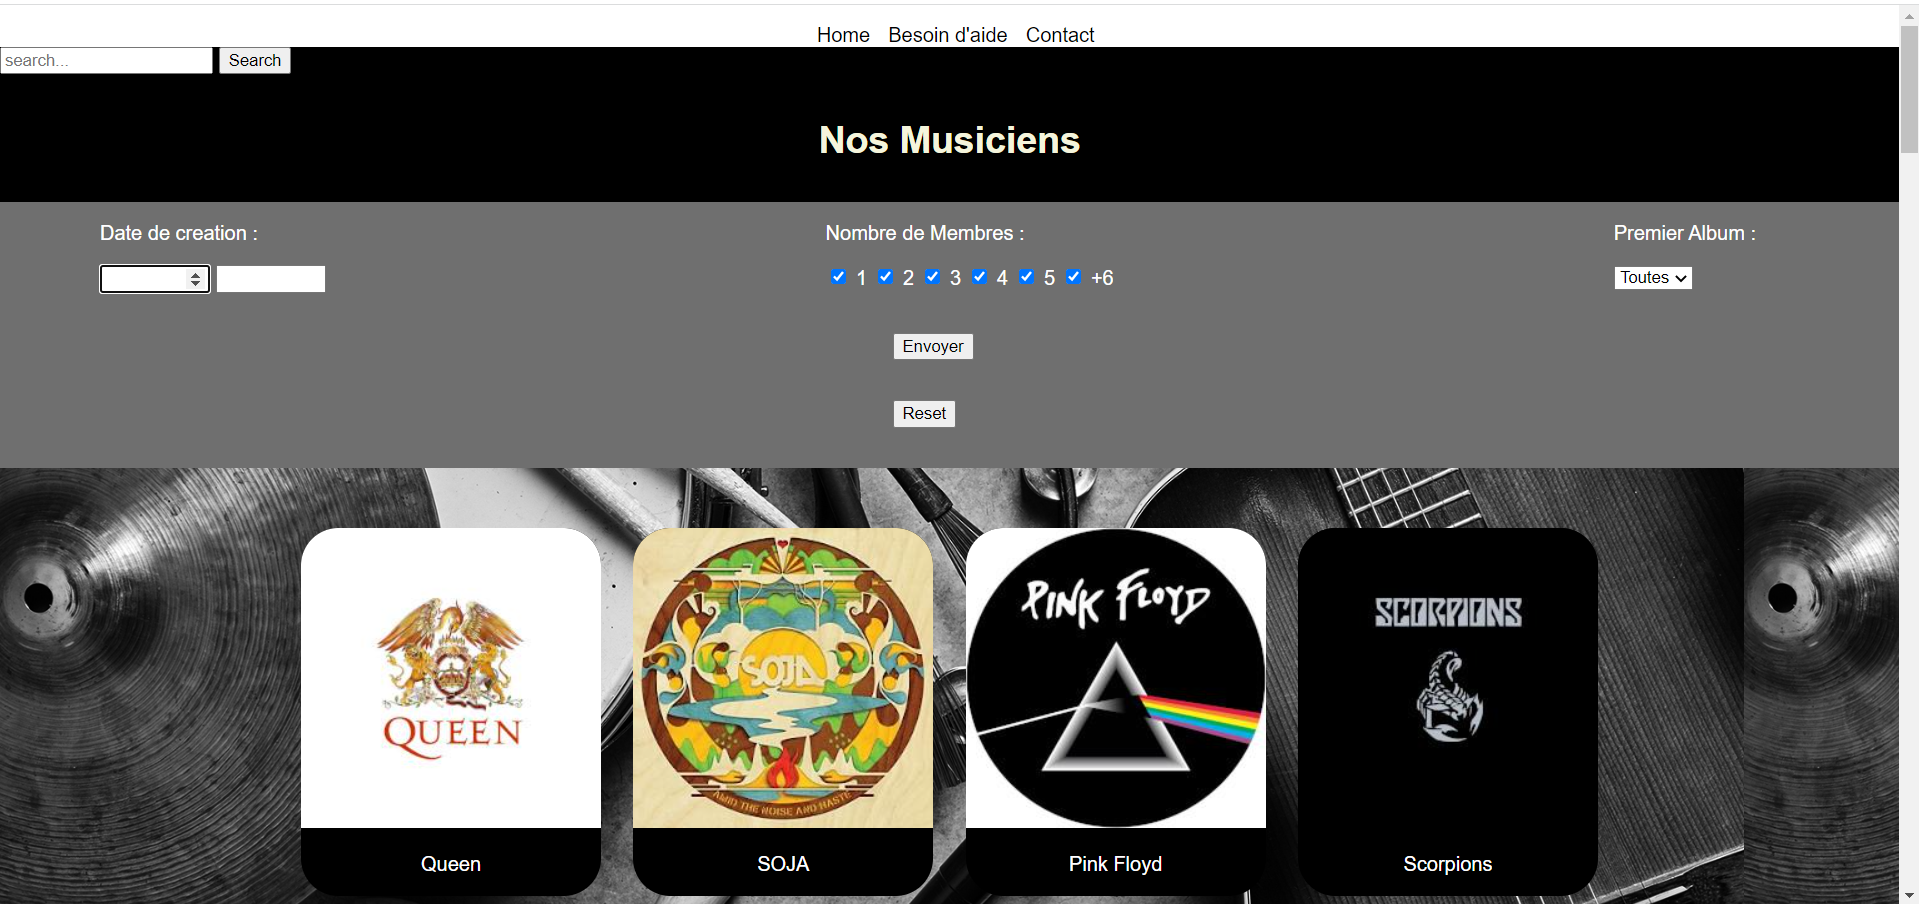 Home Besoin d'aide Contact
search... Search
Nos Musiciens
Date de creation :
Nombre de Membres :
1 2 3 4 5 +6
Premier Album :
Toutes
Envoyer
Reset
QUEEN
SOJA
AMID THE NOISE AND HASTE
PINK FLOYD
SCORPIONS
Queen
SOJA
Pink Floyd
Scorpions